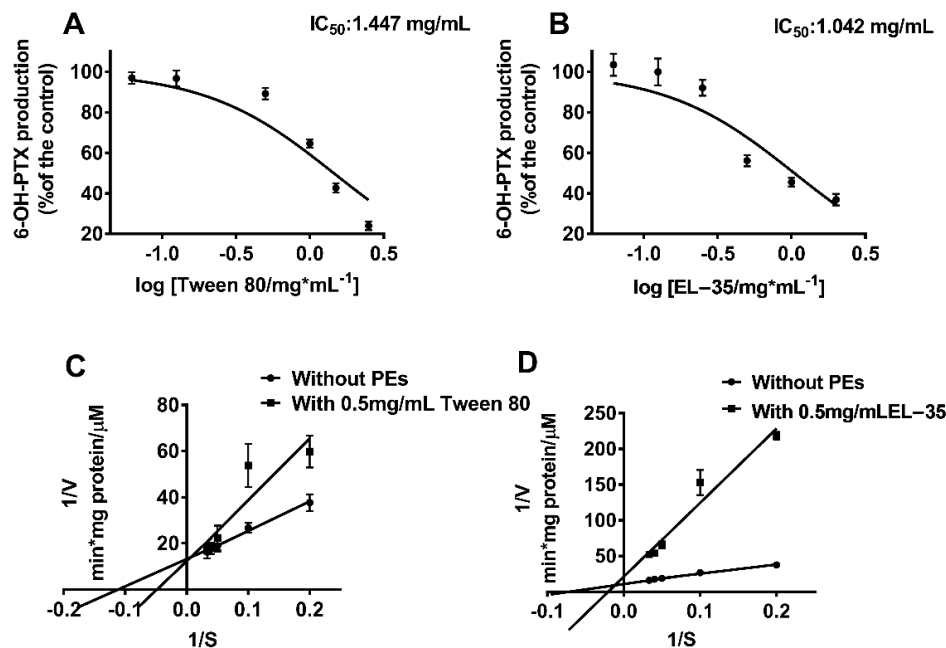 A
IC50:1.447 mg/mL
6-OH-PTX production
(%of the control)
100
80
60
40
20
-1.0
-0.5
0.0
0.5
log [Tween 80/mg*mL-1]
B
IC50:1.042 mg/mL
6-OH-PTX production
(%of the control)
100
80
60
40
20
-1.0
-0.5
0.0
0.5
log [EL−35/mg*mL-1]
C
Without PEs
With 0.5mg/mL Tween 80
1/V
min*mg protein/μM
80
60
40
20
-0.2
-0.1
0.0
0.1
0.2
1/S
D
Without PEs
With 0.5mg/mLEL−35
1/V
min*mg protein/μM
250
200
150
100
50
-0.1
0.0
0.1
0.2
1/S